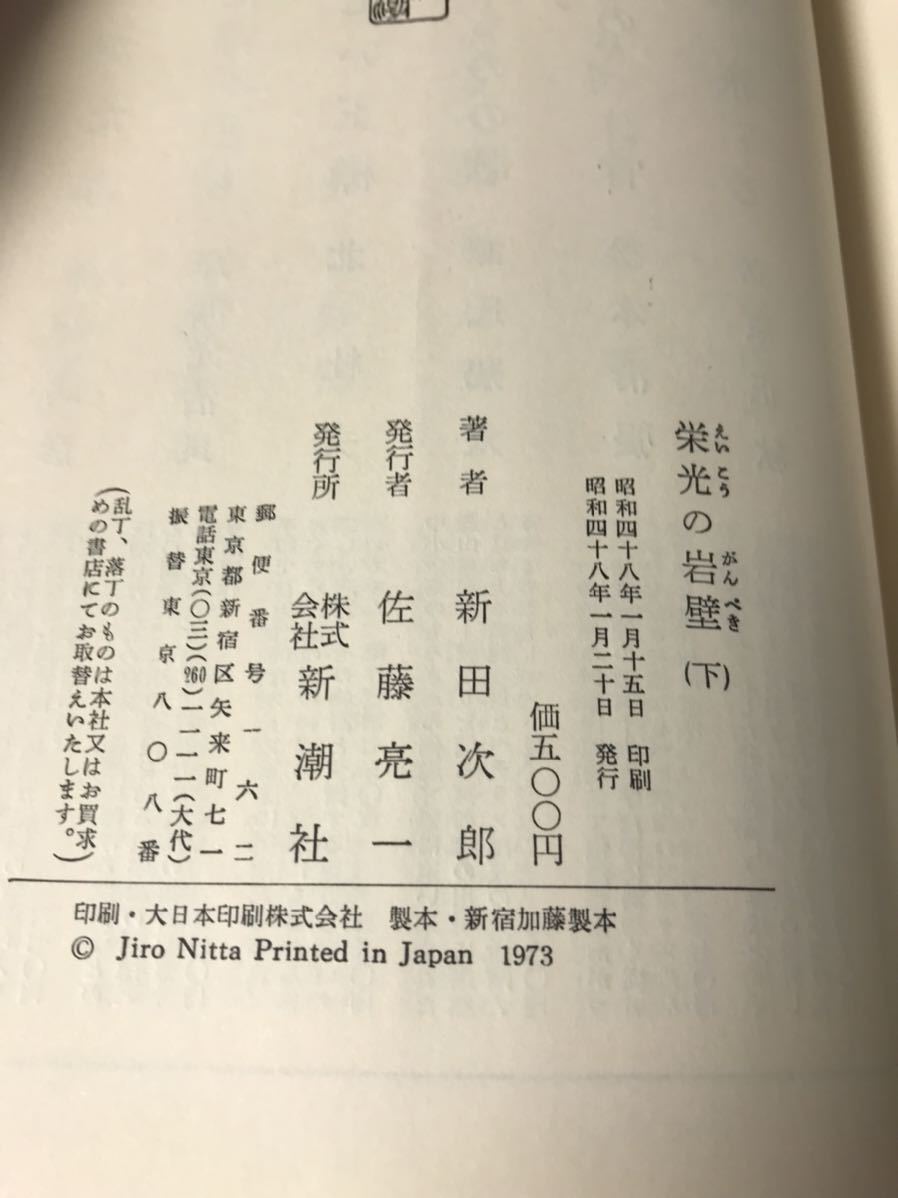 栄光の岩壁（下）
えいこう がんぺき
昭和四十八年一月十五日 印刷
昭和四十八年一月二十日 発行
価五〇〇円
著者 新田次郎
発行者 佐藤亮一
発行所 株式会社 新潮社
郵便番号一六二
東京都新宿区矢来町七一
電話東京(〇三)(260)一一一一(大代)
振替東京八〇八番
(乱丁、落丁のものは本社又はお買求
めの書店にてお取替えいたします。)
印刷・大日本印刷株式会社 製本・新宿加藤製本
© Jiro Nitta Printed in Japan 1973